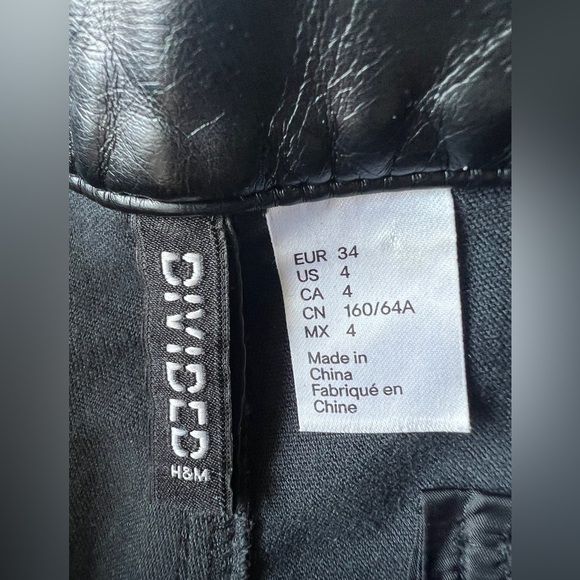 DIVIDED
H&M
EUR 34
US 4
CA 4
CN 160/64A
MX 4
Made in
China
Fabriqué en
Chine